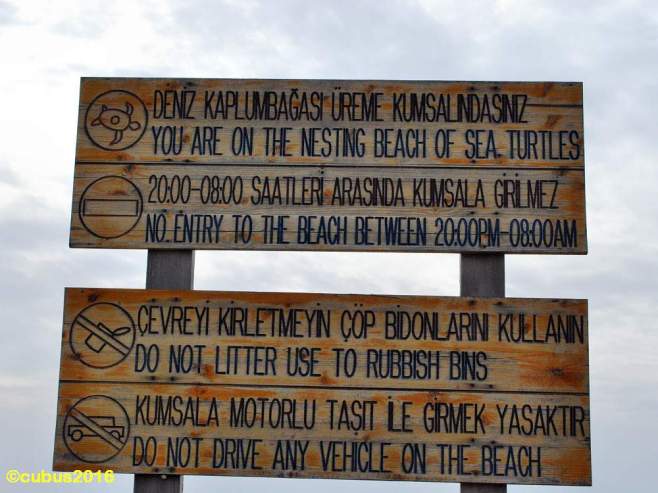 DENİZ KAPLUMBAĞASI ÜREME KUMSALINDASINIZ
YOU ARE ON THE NESTING BEACH OF SEA TURTLES
20:00-08:00 SAATLERİ ARASINDA KUMSALA GİRİLMEZ
NO ENTRY TO THE BEACH BETWEEN 20:00PM-08:00AM
ÇEVREYİ KİRLETMEYİN ÇÖP BİDONLARINI KULLANIN
DO NOT LITTER USE TO RUBBISH BINS
KUMSALA MOTORLU TAŞIT İLE GİRMEK YASAKTIR
DO NOT DRIVE ANY VEHICLE ON THE BEACH
©cubus2016